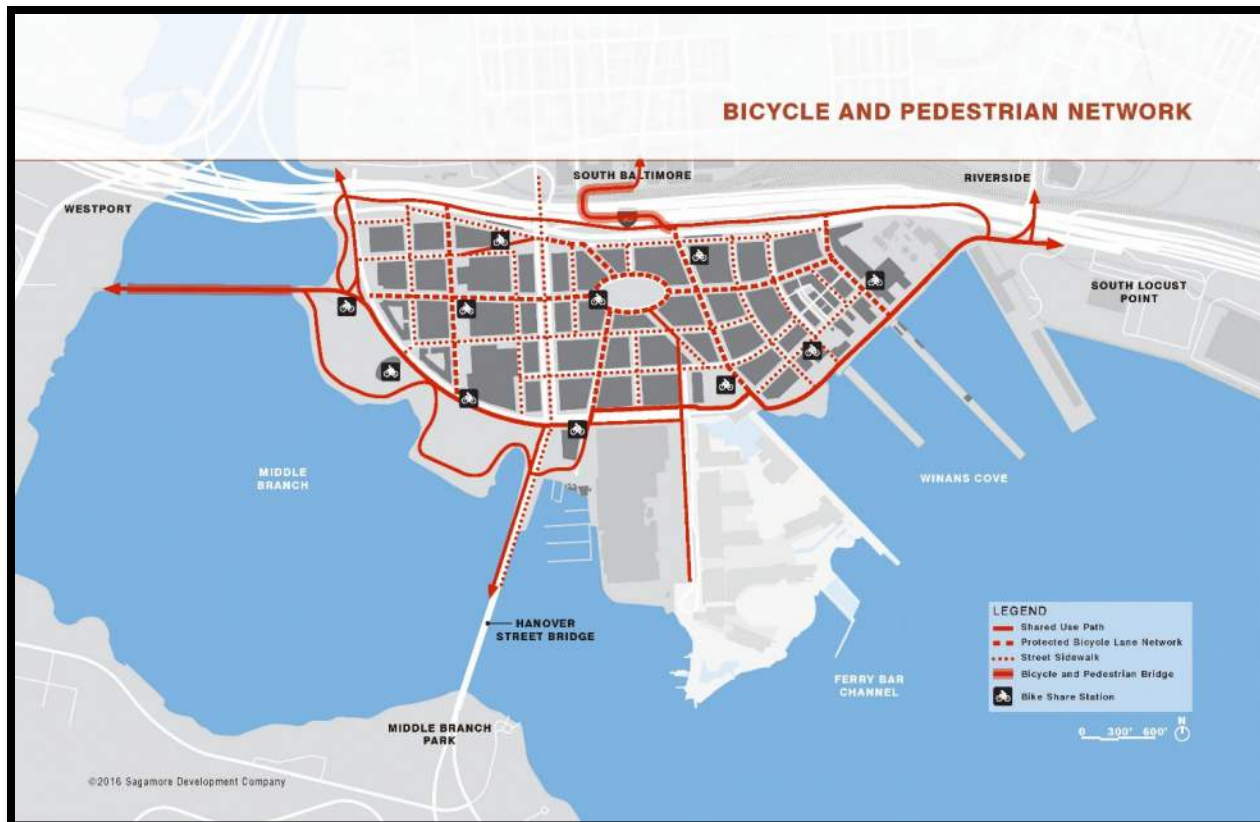 BICYCLE AND PEDESTRIAN NETWORK
SOUTH BALTIMORE
RIVERSIDE
WESTPORT
SOUTH LOCUST
POINT
MIDDLE
BRANCH
WINANS COVE
HANOVER
STREET BRIDGE
FERRY BAR
CHANNEL
MIDDLE BRANCH
PARK
LEGEND
Shared Use Path
Protected Bicycle Lane Network
Street Sidewalk
Bicycle and Pedestrian Bridge
Bike Share Station
N
0 300' 600'
©2016 Sagamore Development Company